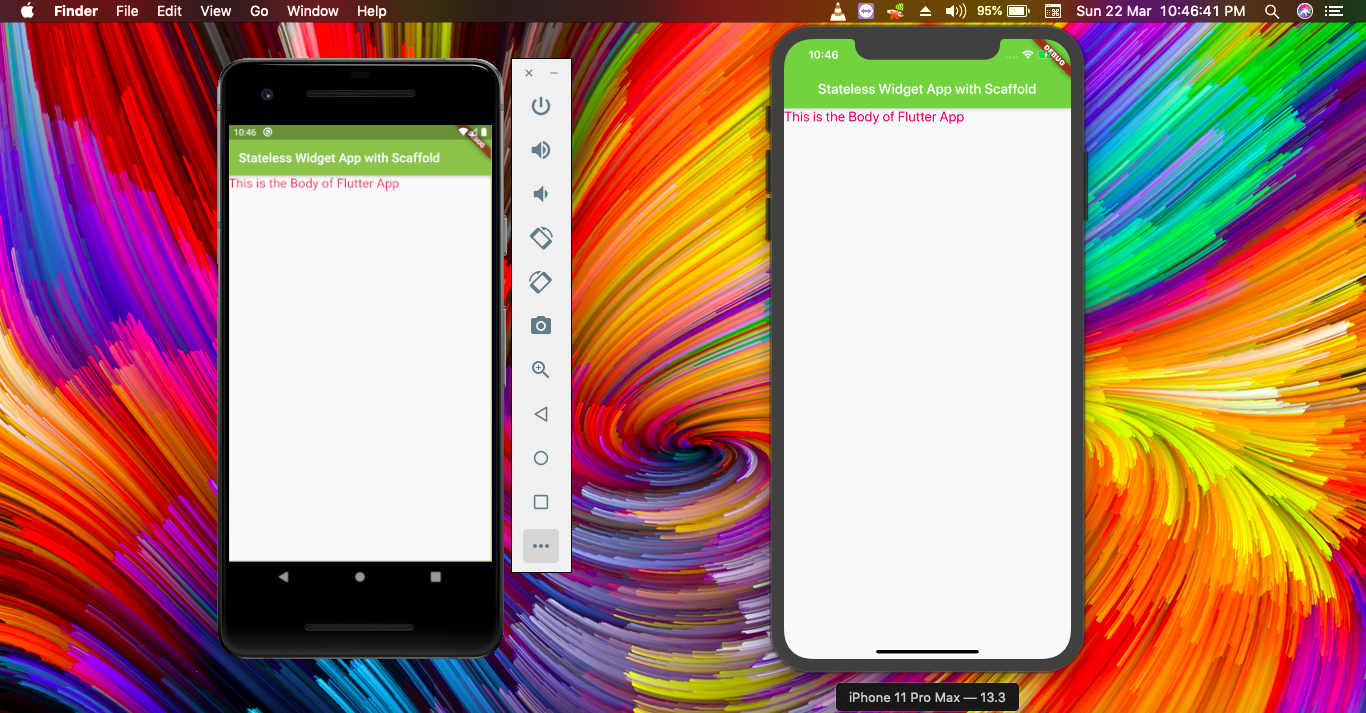 Finder File Edit View Go Window Help 95% Sun 22 Mar 10:46:41 PM
10:46
DEBUG
Stateless Widget App with Scaffold
This is the Body of Flutter App
10:46
DEBUG
Stateless Widget App with Scaffold
This is the Body of Flutter App
iPhone 11 Pro Max — 13.3